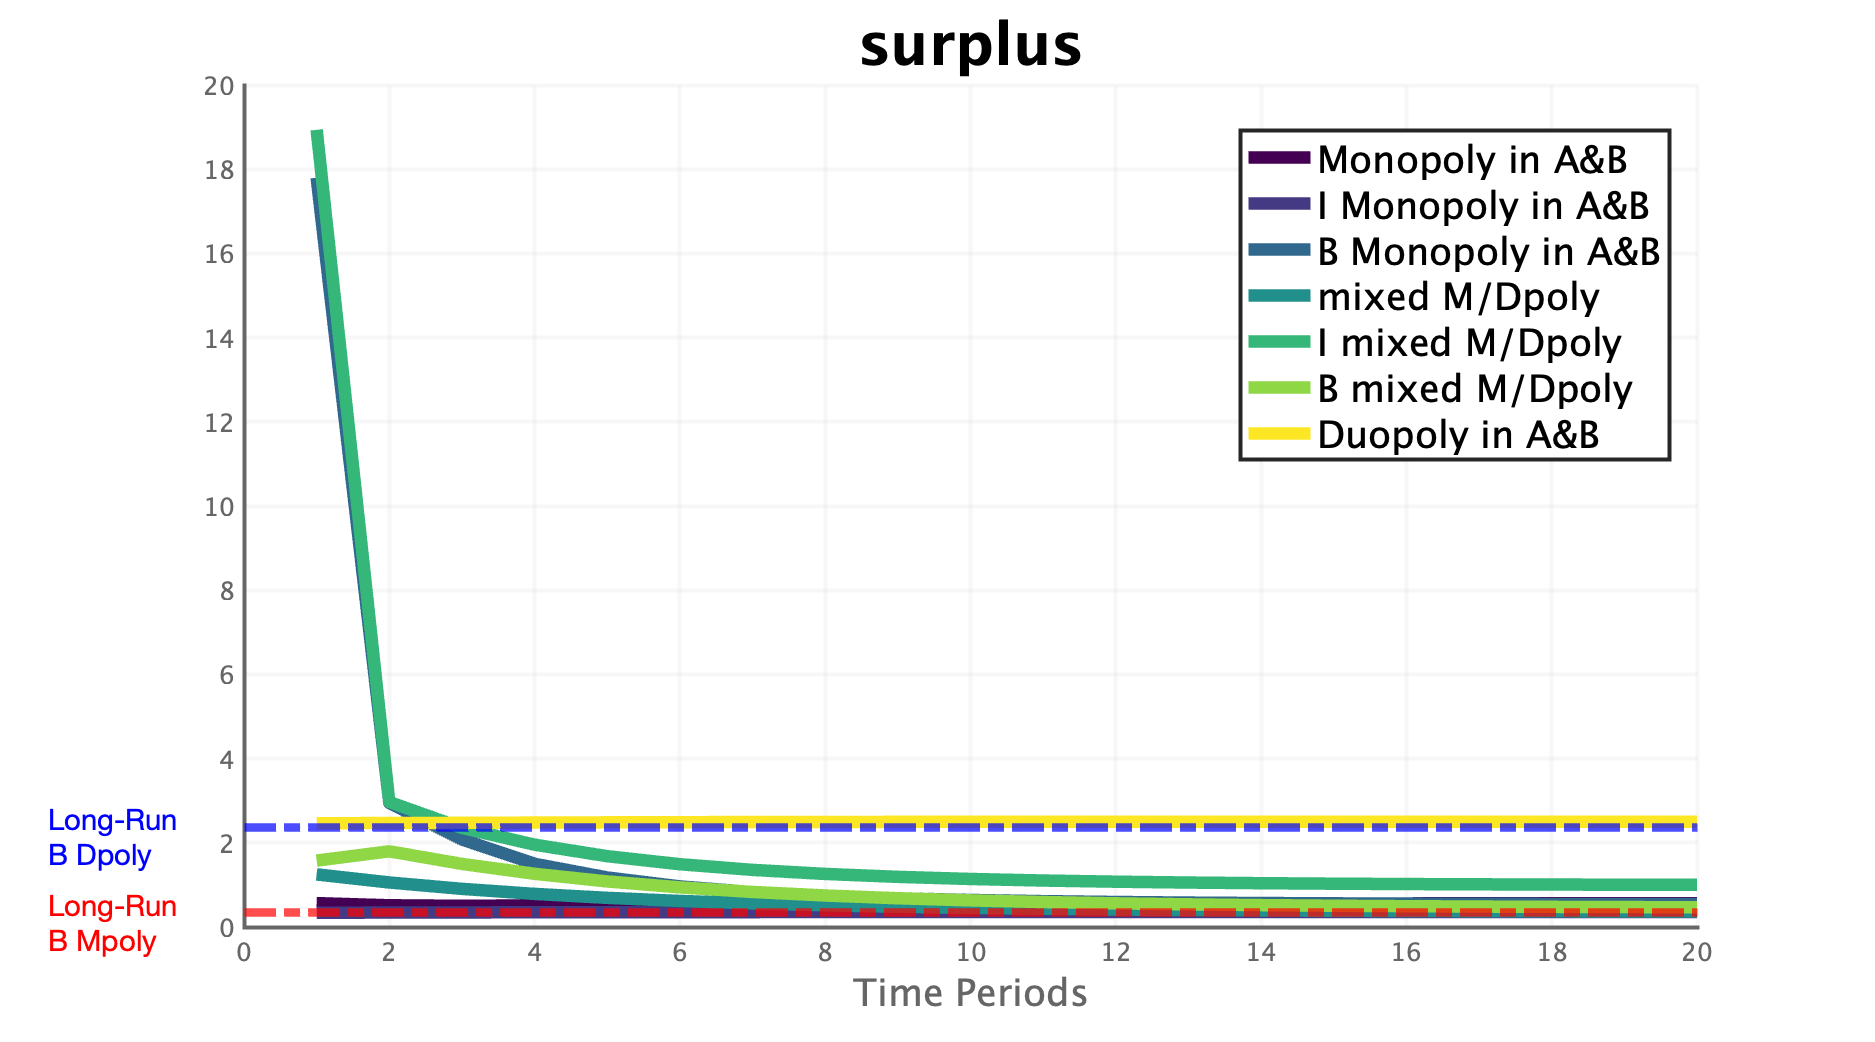 surplus
20
18
16
14
12
10
8
6
4
2
0
Monopoly in A&B
I Monopoly in A&B
B Monopoly in A&B
mixed M/Dpoly
I mixed M/Dpoly
B mixed M/Dpoly
Duopoly in A&B
Long-Run
B Dpoly
Long-Run
B Mpoly
0 2 4 6 8 10 12 14 16 18 20
Time Periods